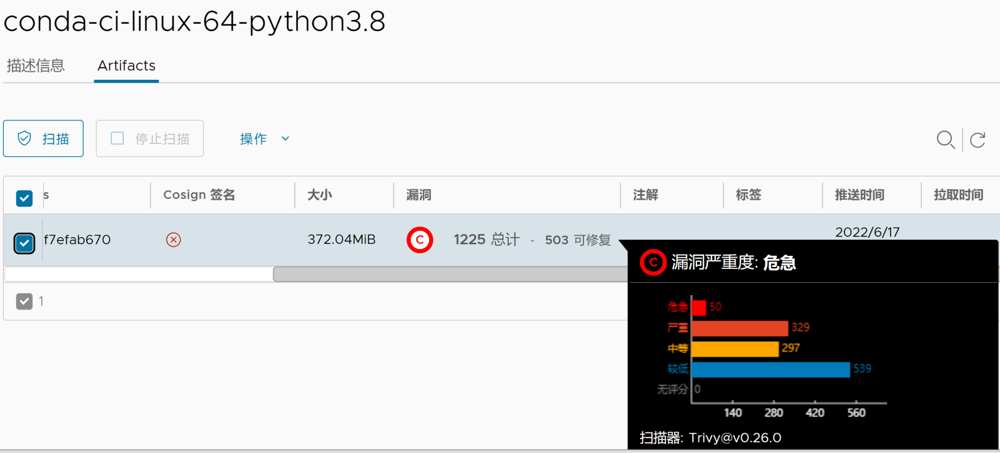 conda-ci-linux-64-python3.8
描述信息 Artifacts
扫描 停止扫描 操作
s Cosign 签名 大小 漏洞 注解 标签 推送时间 拉取时间
f7efab670 372.04MiB C 1225 总计 - 503 可修复 2022/6/17
C 漏洞严重度: 危急
1
危急 50
严重 329
中等 297
较低 539
无评分 0
140 280 420 560
扫描器: Trivy@v0.26.0